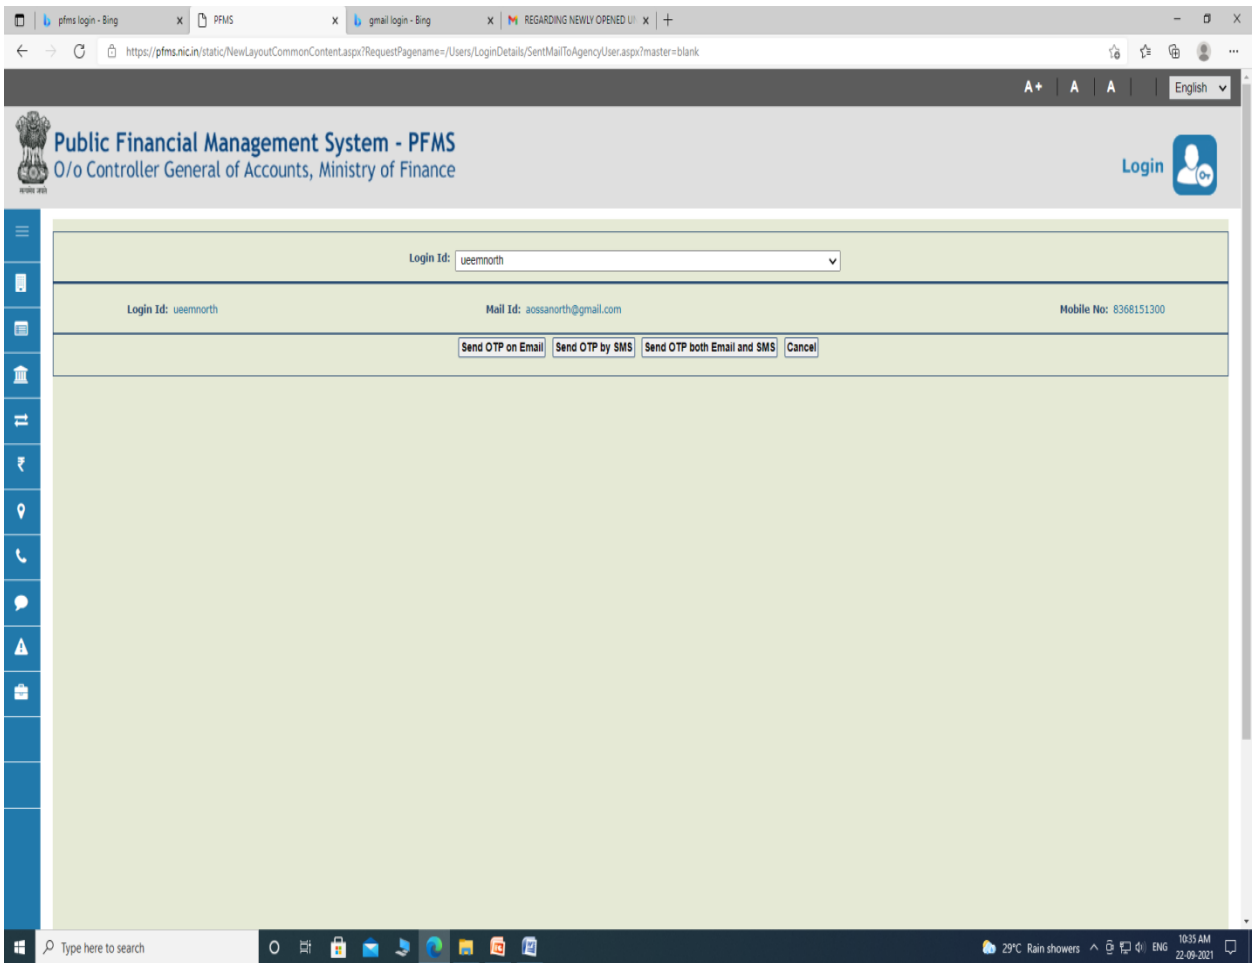 pfms login - Bing
PFMS
gmail login - Bing
REGARDING NEWLY OPENED U
https://pfms.nic.in/static/NewLayoutCommonContent.aspx?RequestPagename=/Users/LoginDetails/SentMailToAgencyUser.aspx?master=blank
A+ A A English
Public Financial Management System - PFMS
O/o Controller General of Accounts, Ministry of Finance
सत्यमेव जयते
Login
Login Id: ueemnorth
Login Id: ueemnorth Mail Id: aossanorth@gmail.com Mobile No: 8368151300
Send OTP on Email Send OTP by SMS Send OTP both Email and SMS Cancel
Type here to search
29°C Rain showers ENG
10:35 AM
22-09-2021